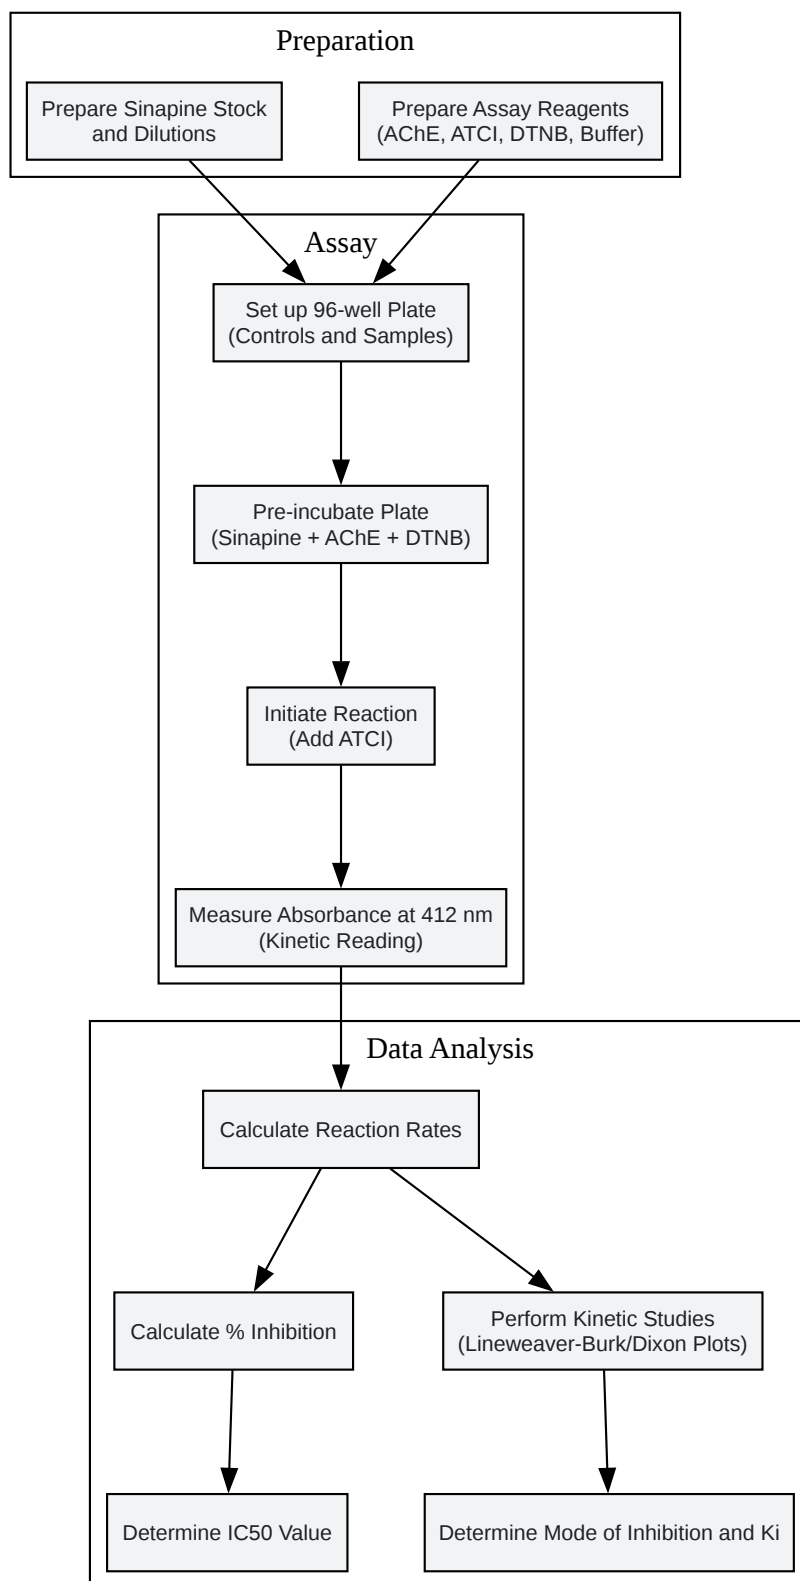 Preparation
Prepare Sinapine Stock
and Dilutions
Prepare Assay Reagents
(AChE, ATCI, DTNB, Buffer)
Assay
Set up 96-well Plate
(Controls and Samples)
Pre-incubate Plate
(Sinapine + AChE + DTNB)
Initiate Reaction
(Add ATCI)
Measure Absorbance at 412 nm
(Kinetic Reading)
Data Analysis
Calculate Reaction Rates
Calculate % Inhibition
Perform Kinetic Studies
(Lineweaver-Burk/Dixon Plots)
Determine IC50 Value
Determine Mode of Inhibition and Ki